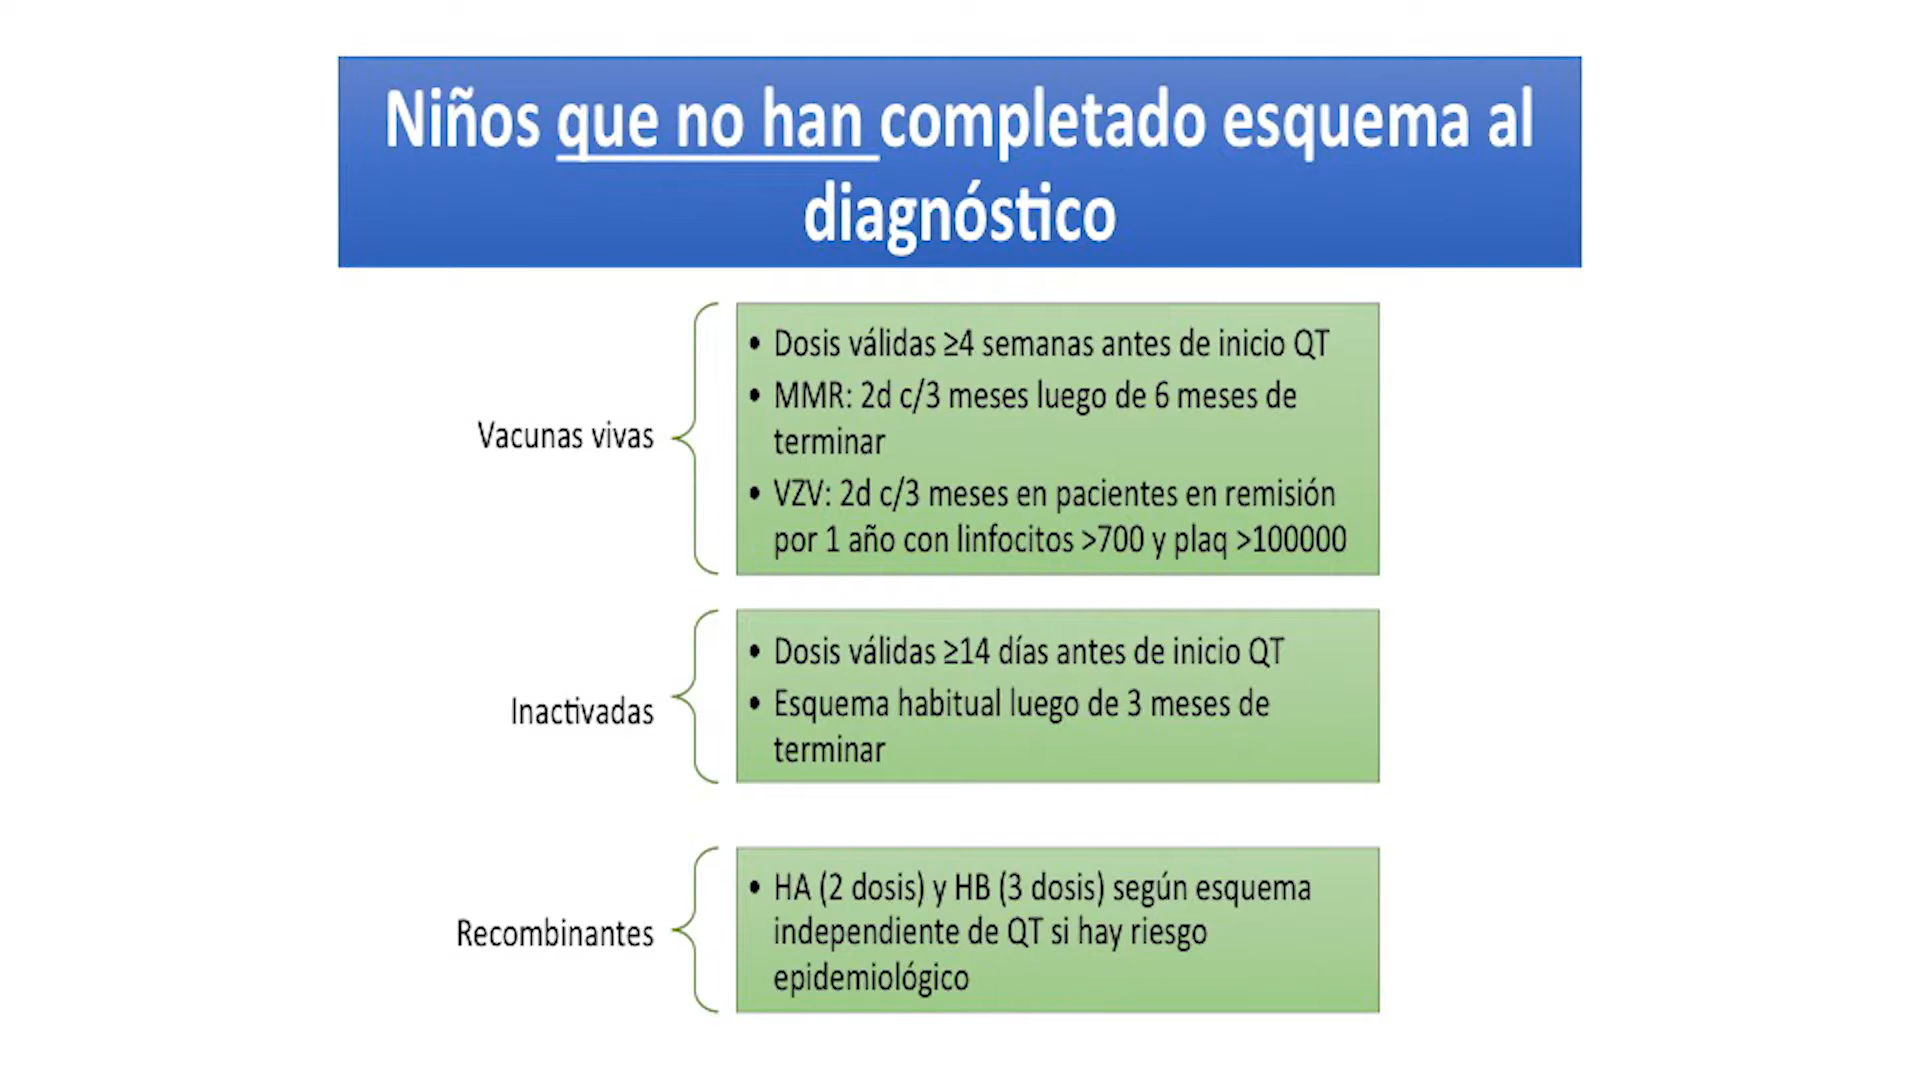 Niños que no han completado esquema al
diagnóstico
Vacunas vivas
• Dosis válidas ≥4 semanas antes de inicio QT
• MMR: 2d c/3 meses luego de 6 meses de
terminar
• VZV: 2d c/3 meses en pacientes en remisión
por 1 año con linfocitos >700 y plaq >100000
Inactivadas
• Dosis válidas ≥14 días antes de inicio QT
• Esquema habitual luego de 3 meses de
terminar
Recombinantes
• HA (2 dosis) y HB (3 dosis) según esquema
independiente de QT si hay riesgo
epidemiológico